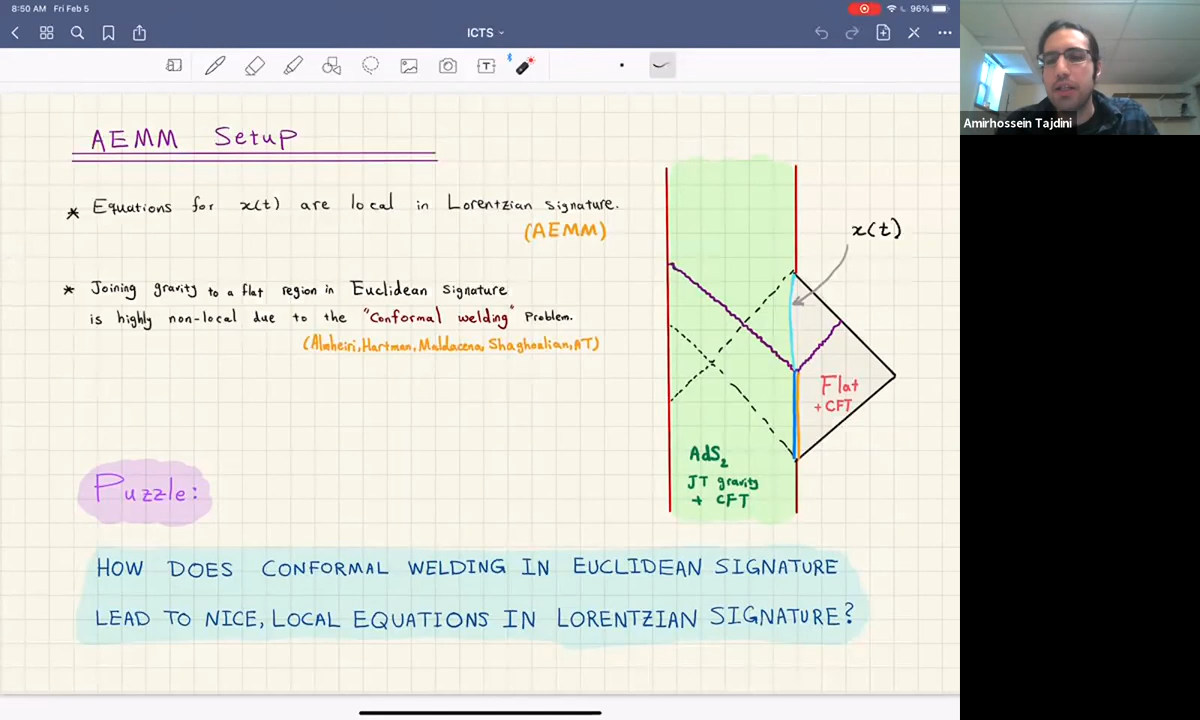 8:50 AM Fri Feb 5
96%
ICTS
AEMM Setup
* Equations for x(t) are local in Lorentzian signature.
(AEMM)
* Joining gravity to a flat region in Euclidean signature
is highly non-local due to the "Conformal welding" Problem.
(Almheiri, Hartman, Maldacena, Shaghoulian, AT)
x(t)
Flat
+ CFT
AdS2
JT gravity
+ CFT
Puzzle:
HOW DOES CONFORMAL WELDING IN EUCLIDEAN SIGNATURE
LEAD TO NICE, LOCAL EQUATIONS IN LORENTZIAN SIGNATURE?
Amirhossein Tajdini